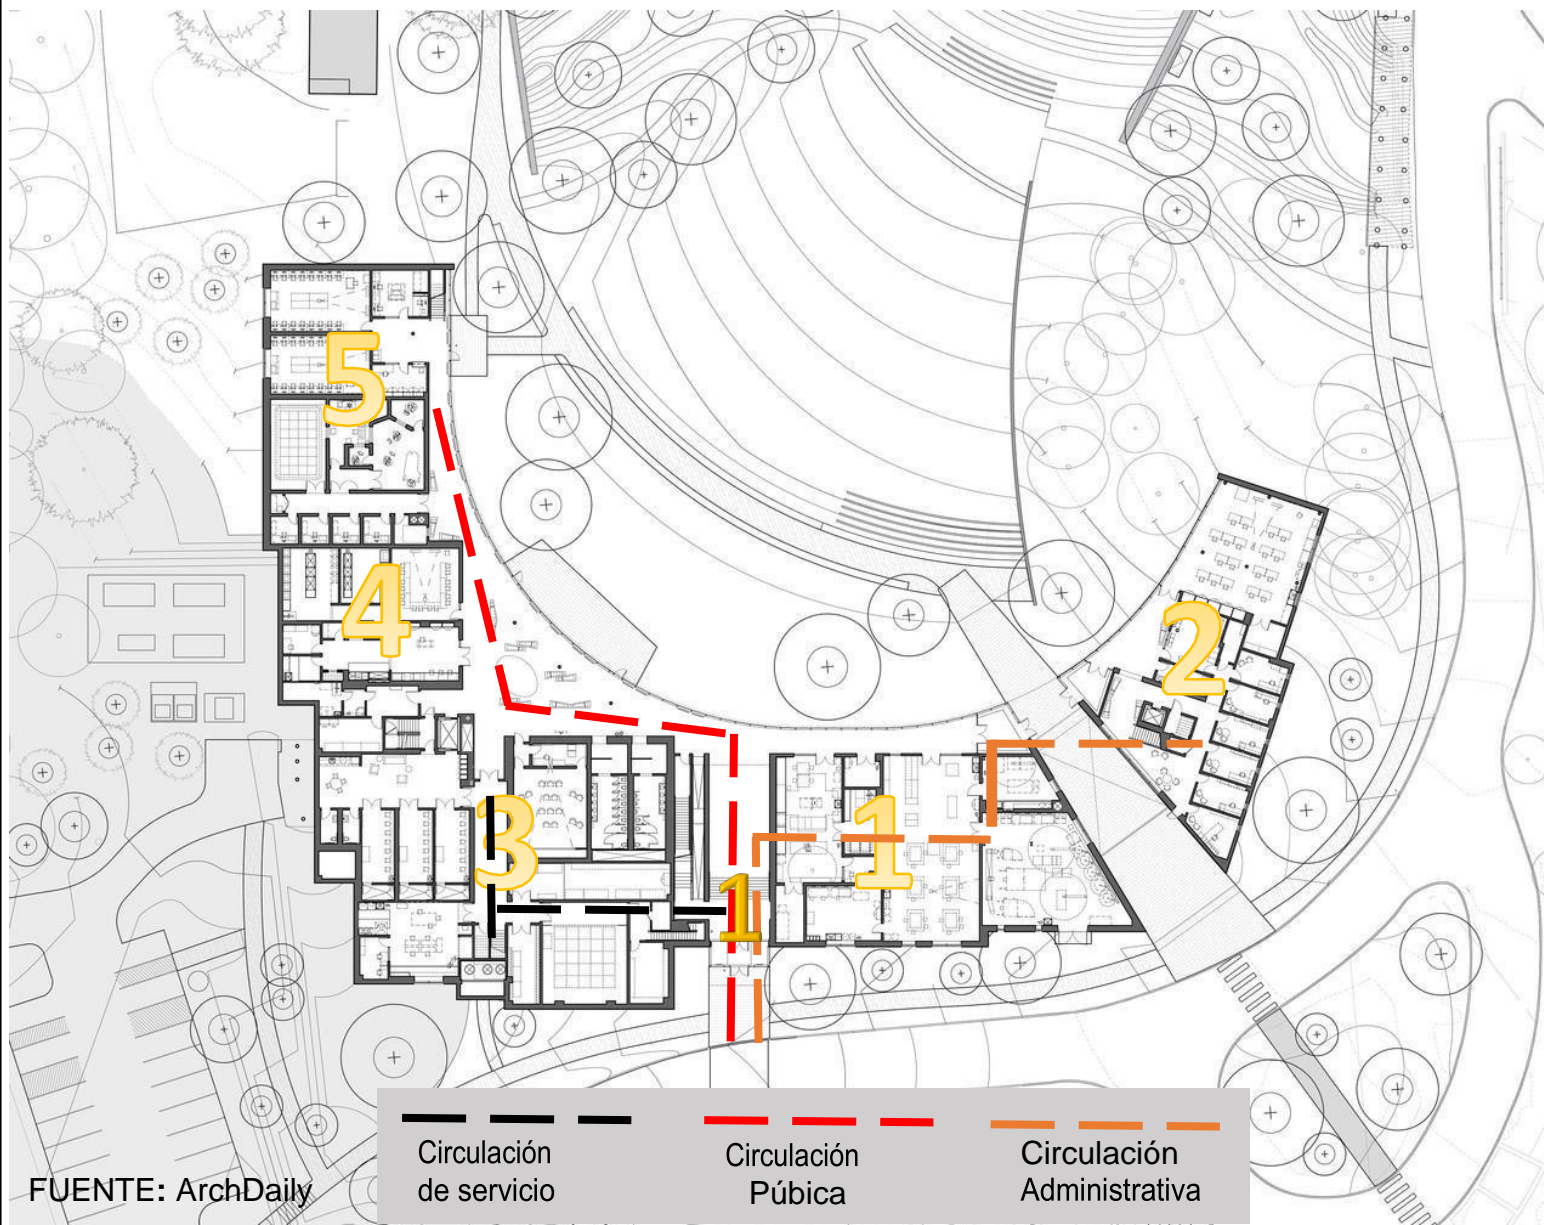 5
4
2
3
1
1
Circulación
de servicio
Circulación
Púbica
Circulación
Administrativa
FUENTE: ArchDaily